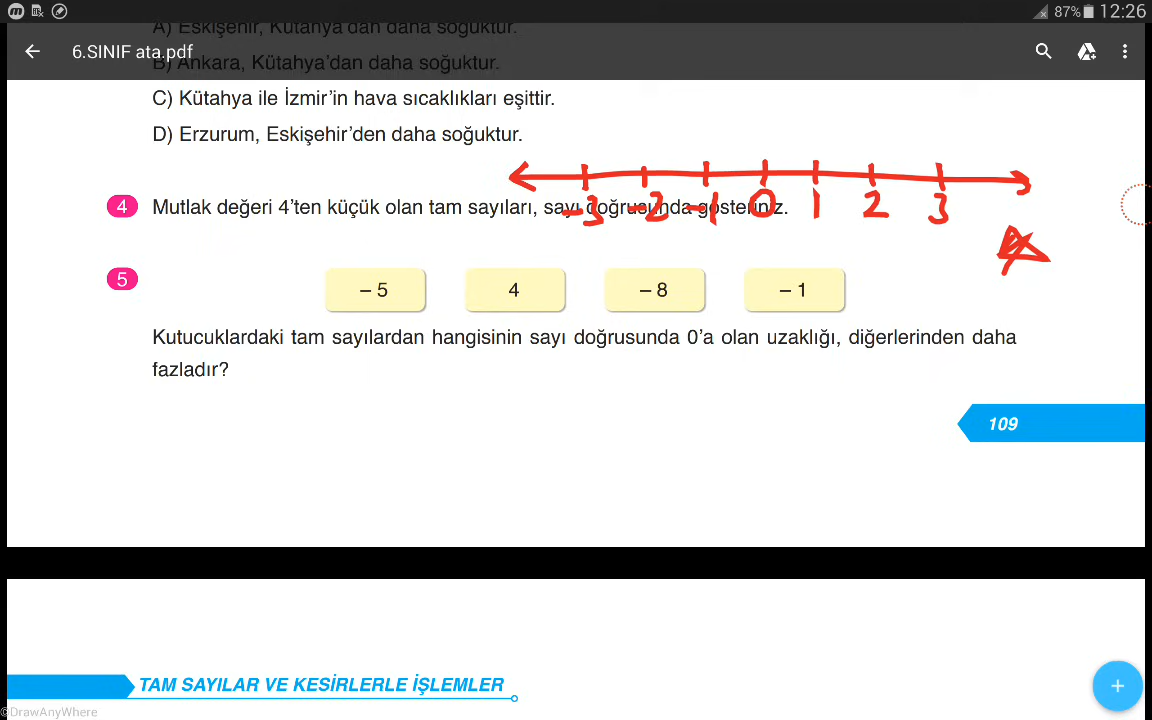 87% 12:26
A) Eskişehir, Kütahya'dan daha soğuktur.
6.SINIF ata.pdf
B) Ankara, Kütahya'dan daha soğuktur.
C) Kütahya ile İzmir'in hava sıcaklıkları eşittir.
D) Erzurum, Eskişehir'den daha soğuktur.
4 Mutlak değeri 4'ten küçük olan tam sayıları, sayı doğrusunda gösteriniz.
-3 -2 -1 0 1 2 3
5
– 5 4 – 8 – 1
Kutucuklardaki tam sayılardan hangisinin sayı doğrusunda 0'a olan uzaklığı, diğerlerinden daha
fazladır?
109
TAM SAYILAR VE KESİRLERLE İŞLEMLER
©DrawAnyWhere